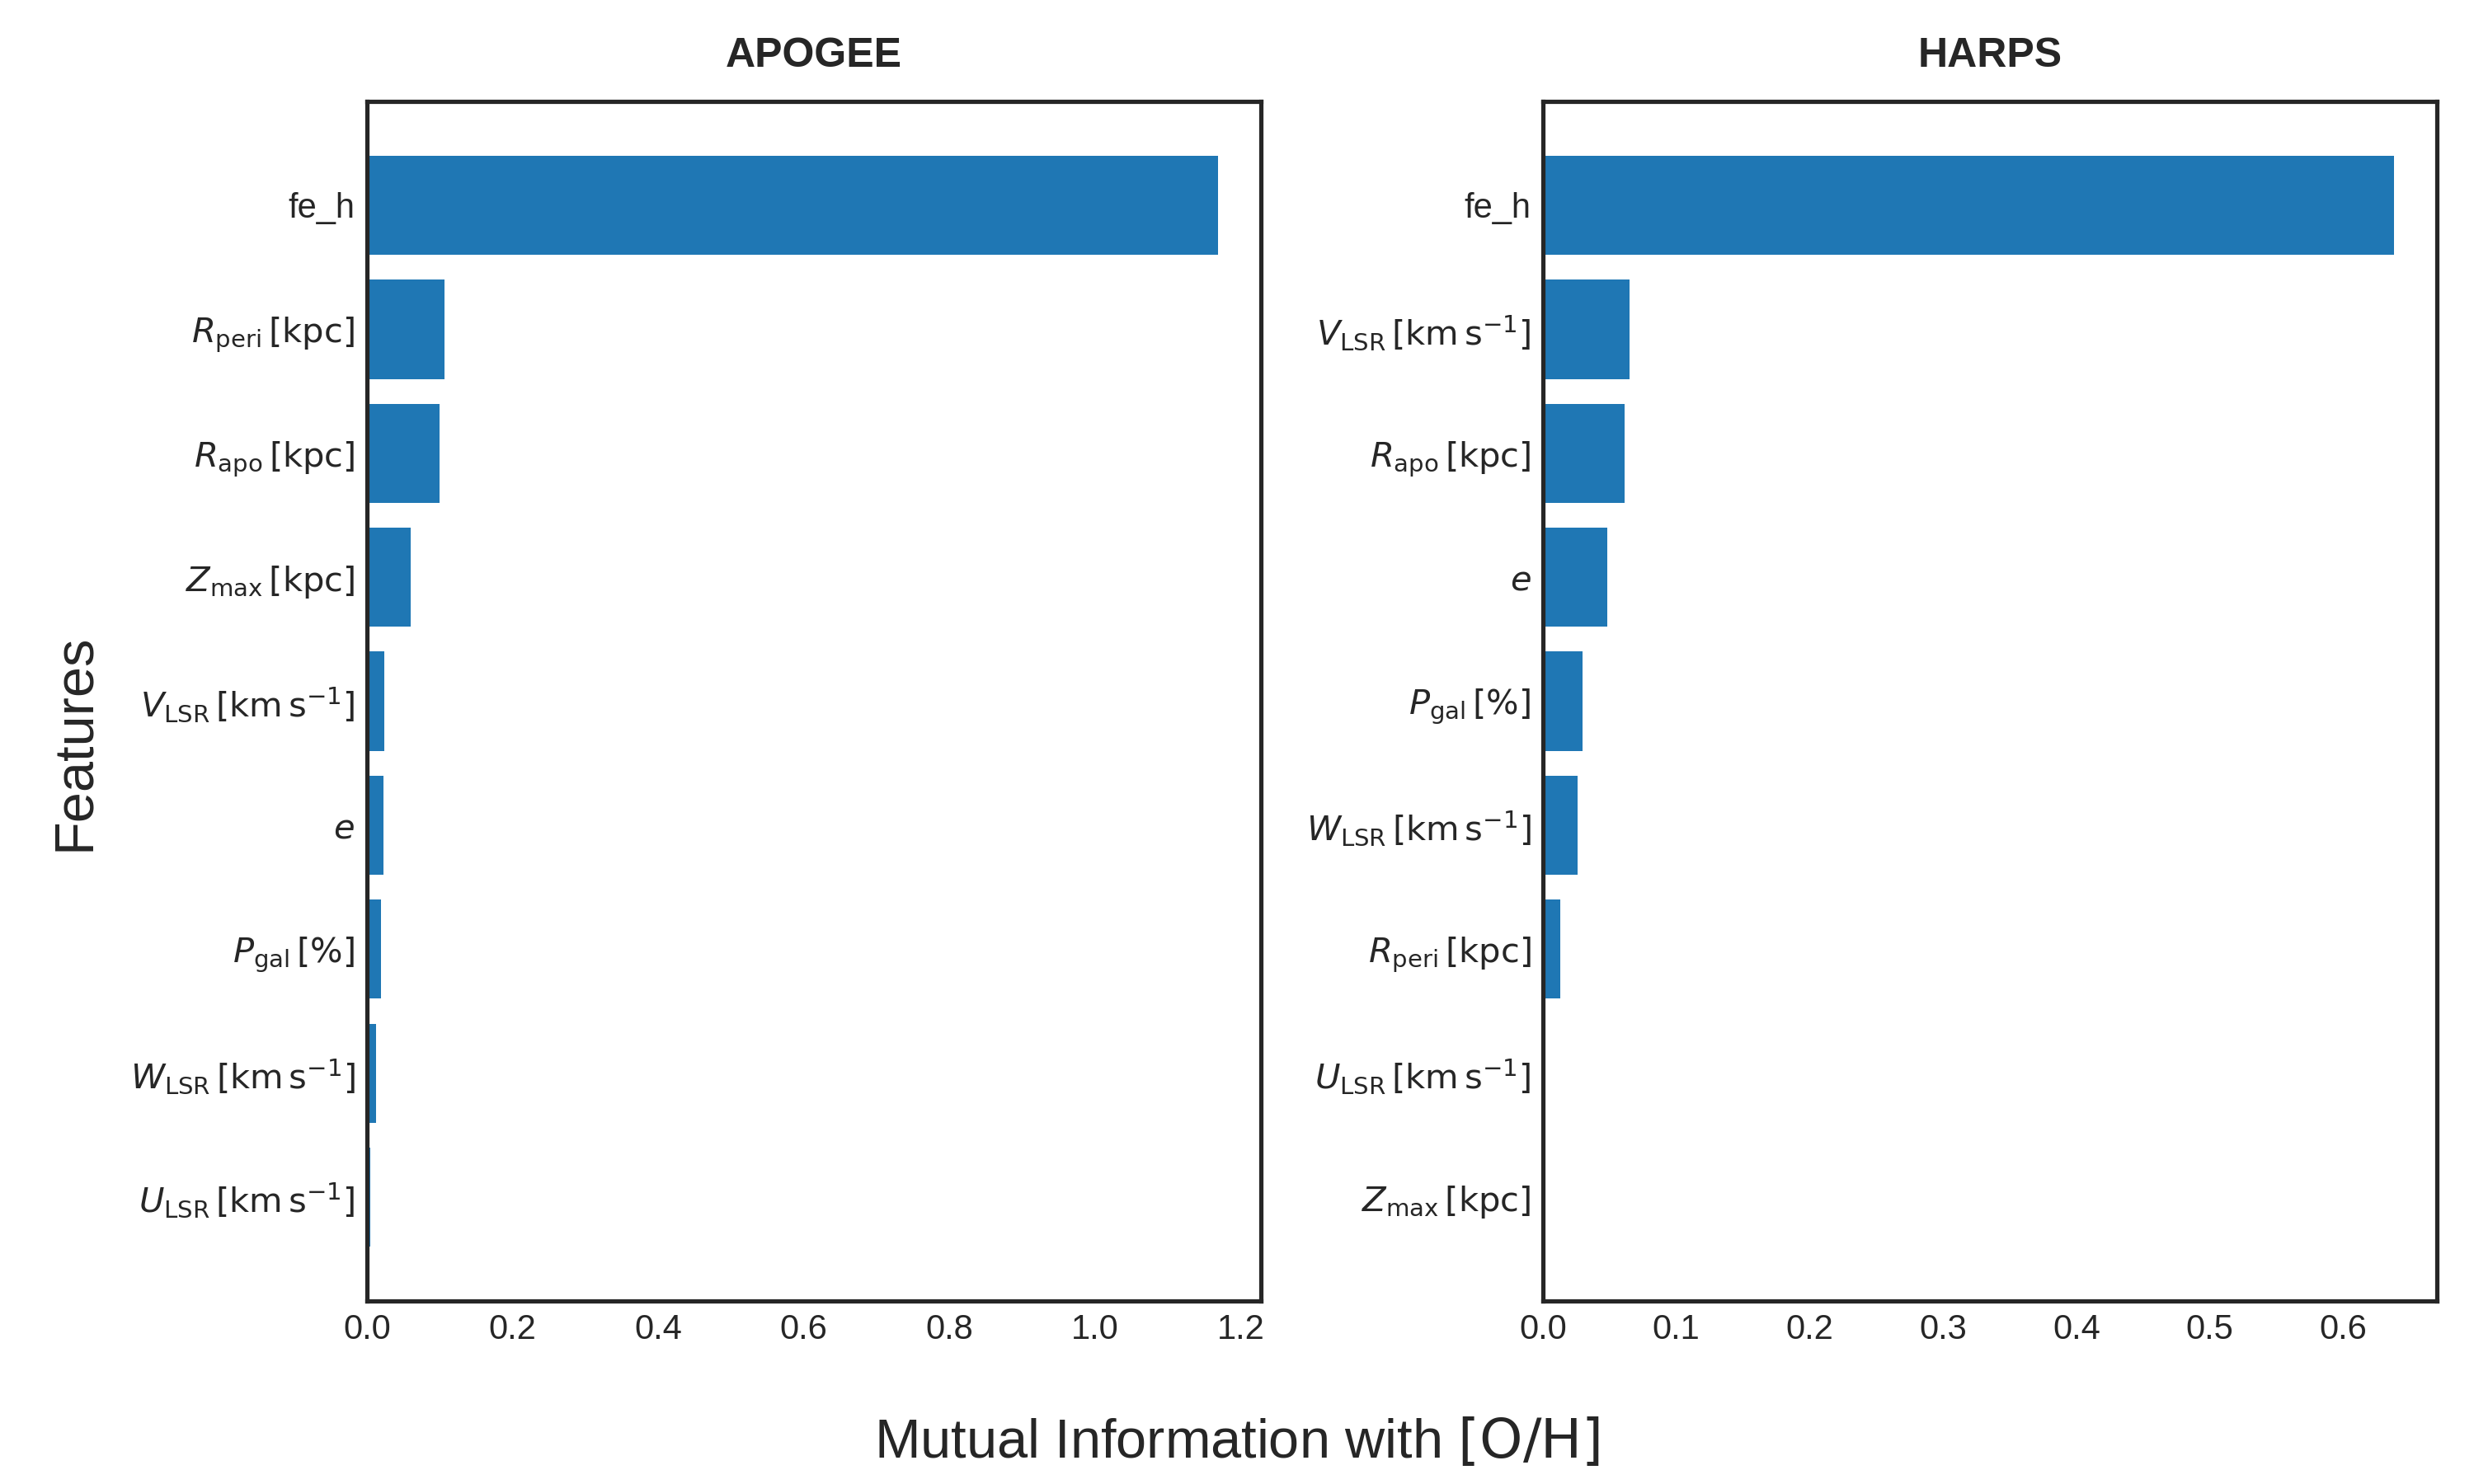 APOGEE
HARPS
Features
fe_h
R_peri [kpc]
R_apo [kpc]
Z_max [kpc]
V_LSR [km s⁻¹]
e
P_gal [%]
W_LSR [km s⁻¹]
U_LSR [km s⁻¹]
0.0 0.2 0.4 0.6 0.8 1.0 1.2
fe_h
V_LSR [km s⁻¹]
R_apo [kpc]
e
P_gal [%]
W_LSR [km s⁻¹]
R_peri [kpc]
U_LSR [km s⁻¹]
Z_max [kpc]
0.0 0.1 0.2 0.3 0.4 0.5 0.6
Mutual Information with [O/H]